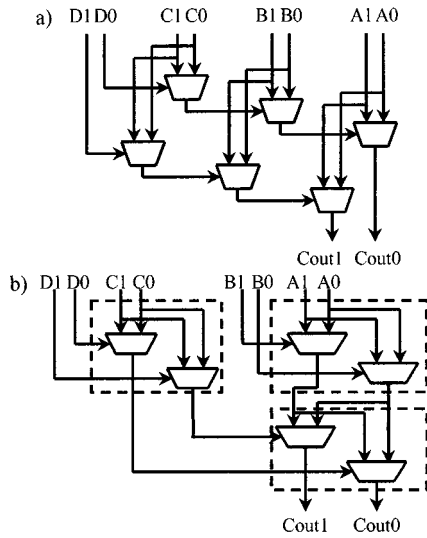 a) D1 D0 C1 C0 B1 B0 A1 A0
Cout1 Cout0
b) D1 D0 C1 C0 B1 B0 A1 A0
Cout1 Cout0